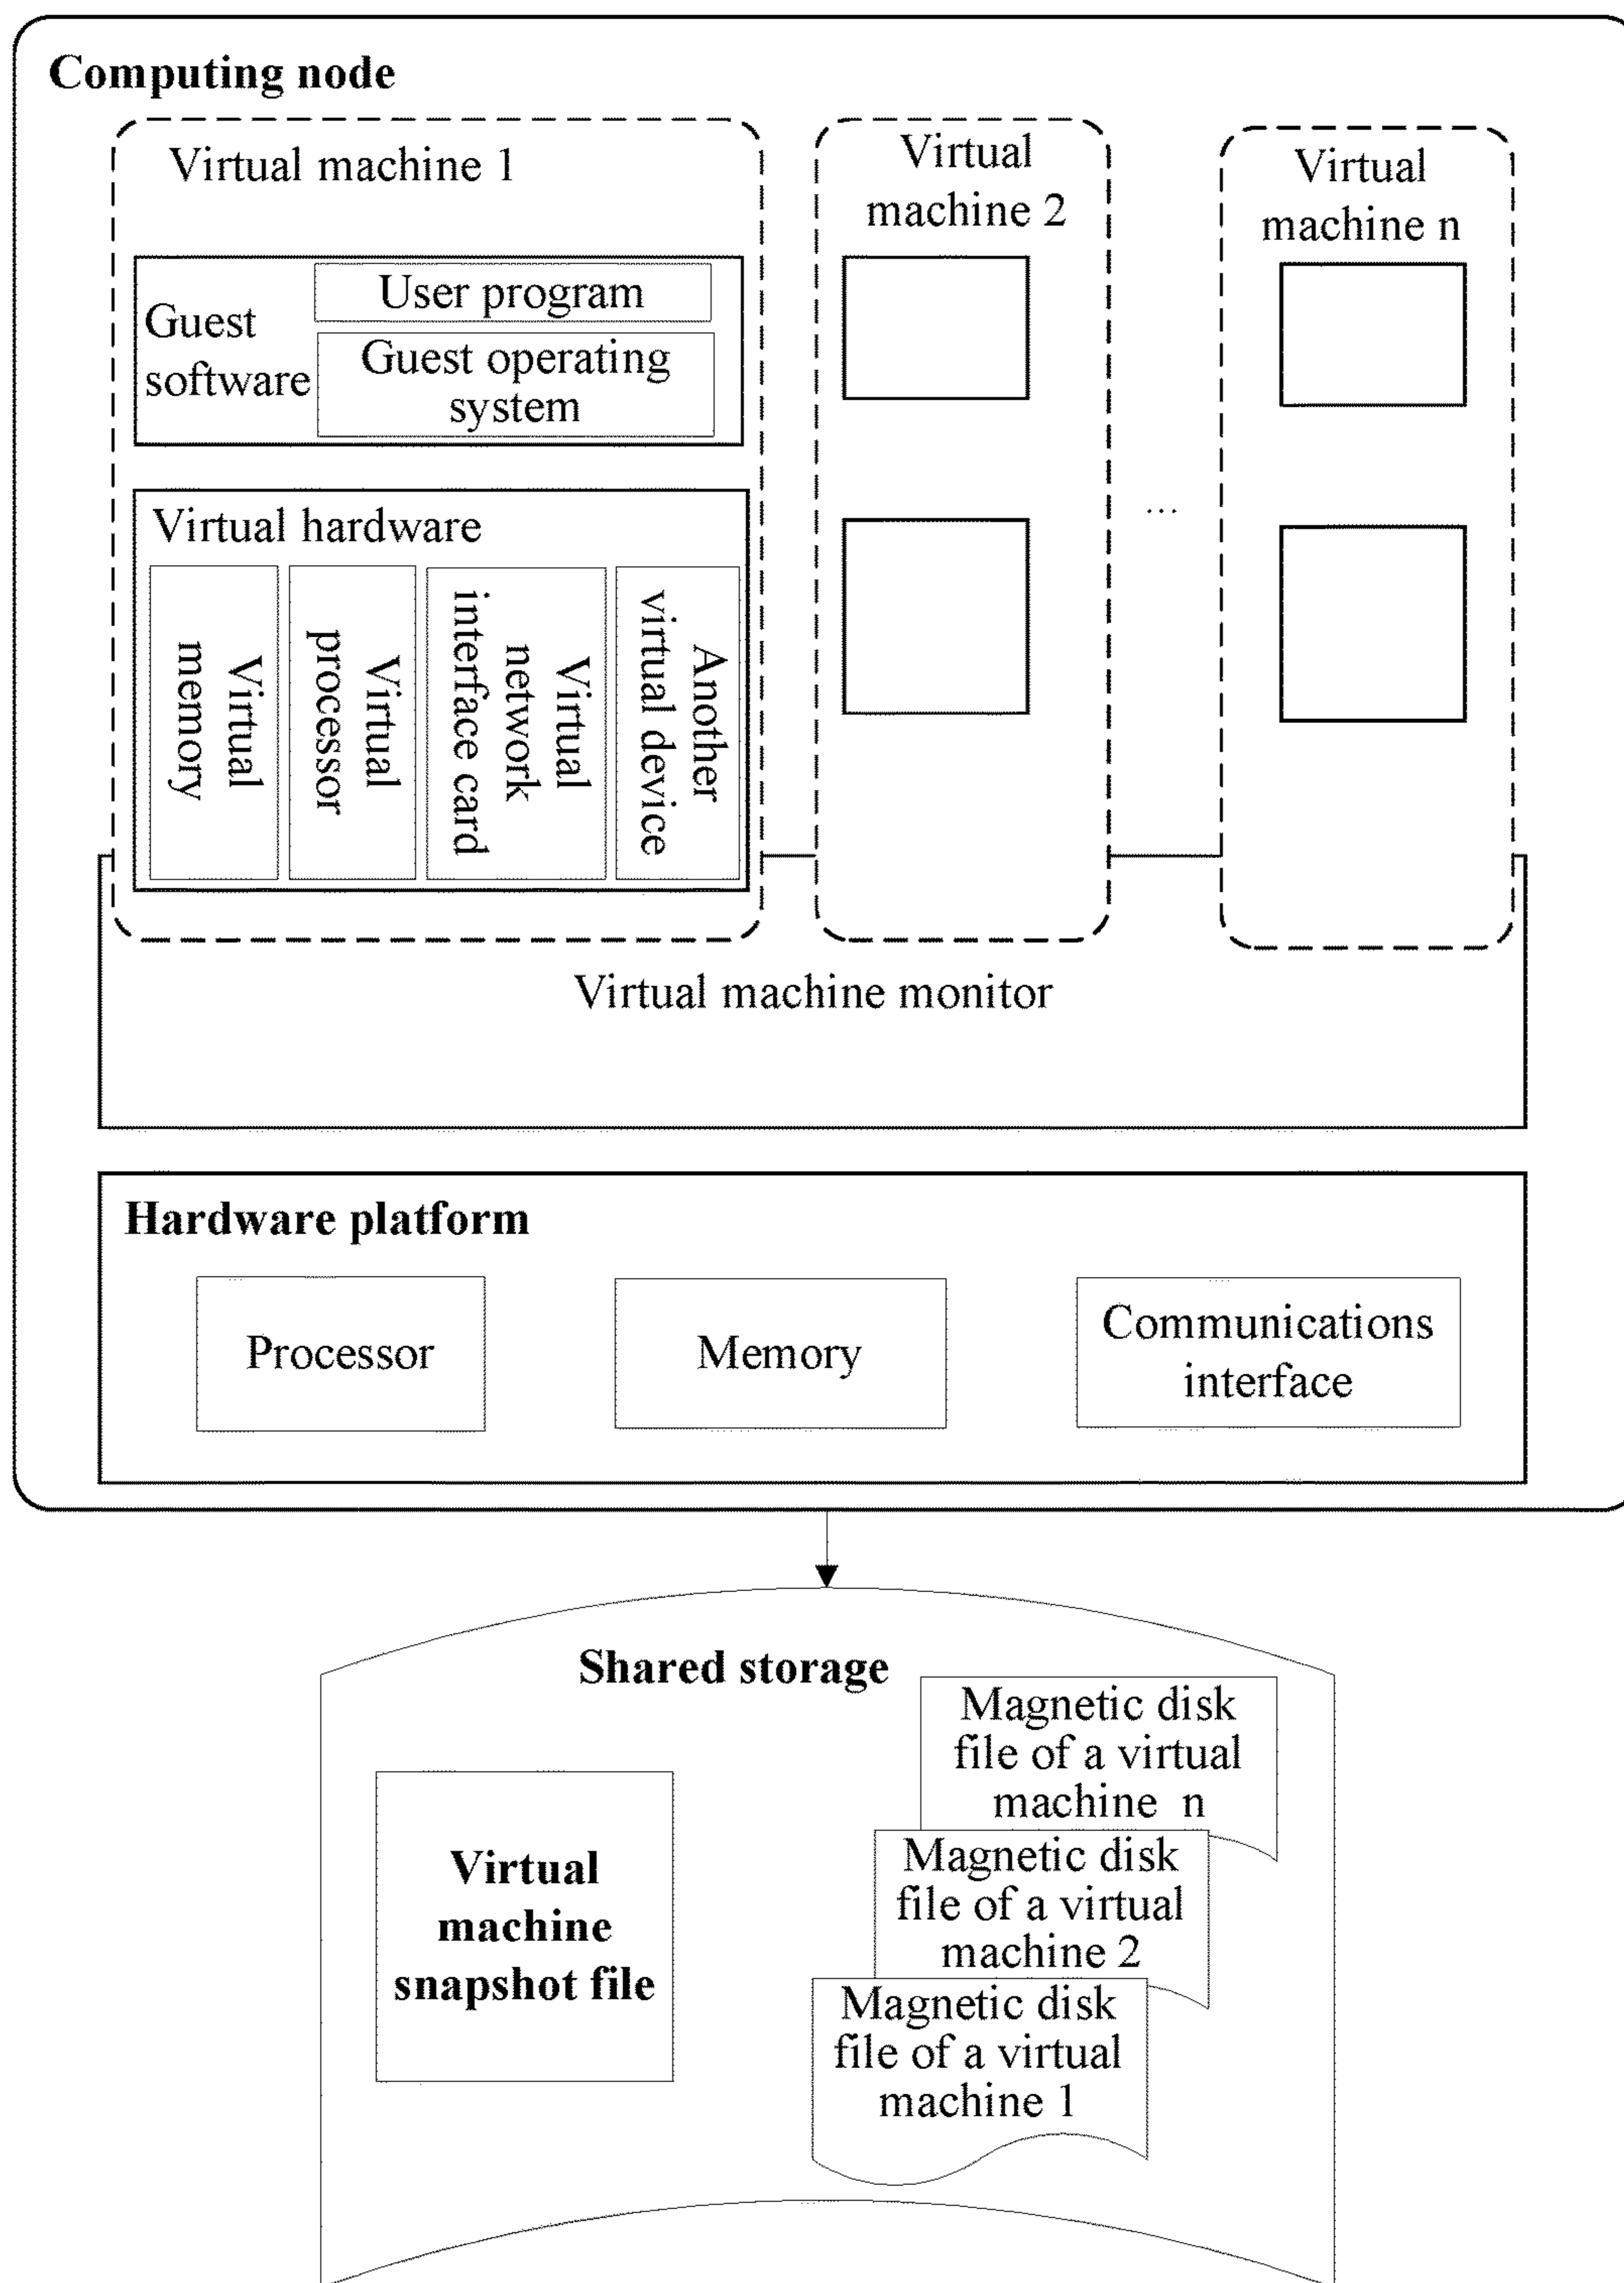 Computing node
Virtual machine 1
Virtual
machine 2
Virtual
machine n
Guest
software
User program
Guest operating
system
...
Virtual hardware
Virtual
memory
Virtual
processor
Virtual
network
interface card
Another
virtual device
Virtual machine monitor
Hardware platform
Processor
Memory
Communications
interface
Shared storage
Virtual
machine
snapshot file
Magnetic disk
file of a virtual
machine n
Magnetic disk
file of a virtual
machine 2
Magnetic disk
file of a virtual
machine 1